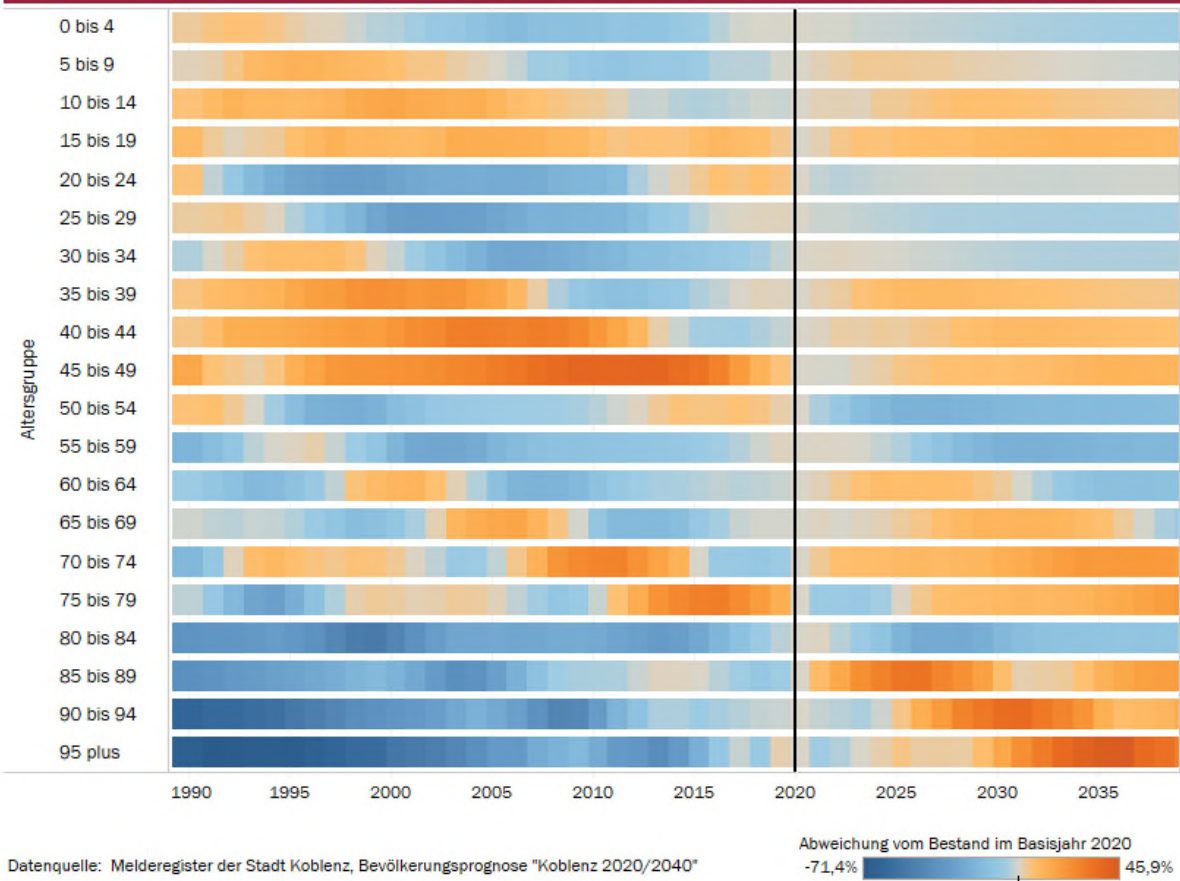 0 bis 4
5 bis 9
10 bis 14
15 bis 19
20 bis 24
25 bis 29
30 bis 34
35 bis 39
40 bis 44
45 bis 49
50 bis 54
55 bis 59
60 bis 64
65 bis 69
70 bis 74
75 bis 79
80 bis 84
85 bis 89
90 bis 94
95 plus
Altersgruppe
1990 1995 2000 2005 2010 2015 2020 2025 2030 2035
Abweichung vom Bestand im Basisjahr 2020
-71,4% 45,9%
Datenquelle: Melderegister der Stadt Koblenz, Bevölkerungsprognose "Koblenz 2020/2040"